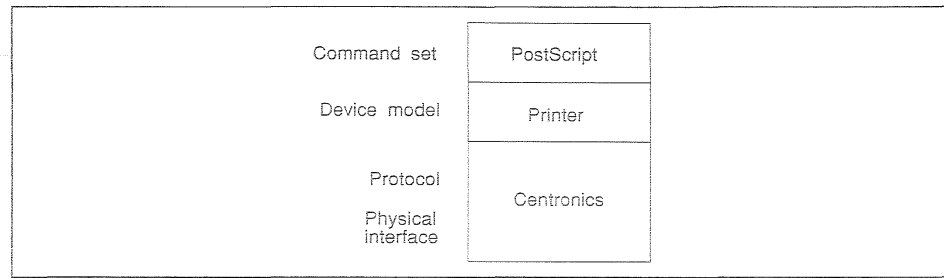 Command set PostScript
Device model Printer
Protocol
Centronics
Physical
interface